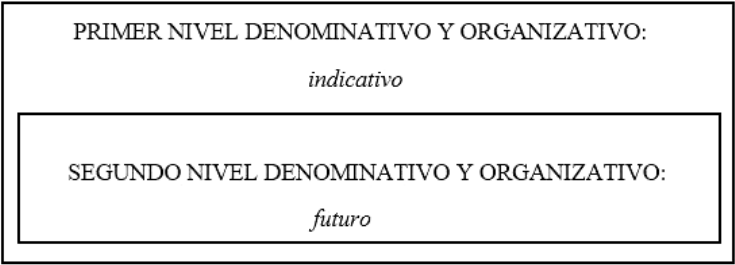 PRIMER NIVEL DENOMINATIVO Y ORGANIZATIVO:
indicativo
SEGUNDO NIVEL DENOMINATIVO Y ORGANIZATIVO:
futuro